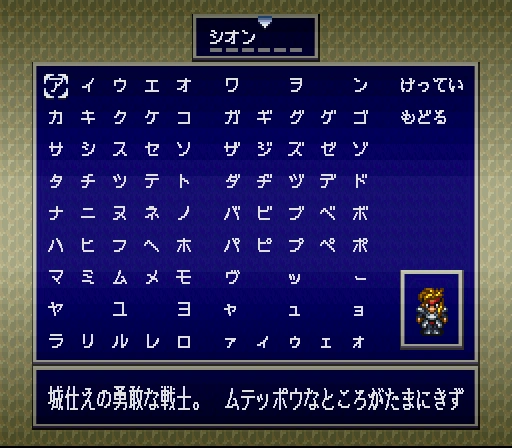 シオン
ア イ ウ エ オ ワ ヲ ン けってい
カ キ ク ケ コ ガ ギ グ ゲ ゴ もどる
サ シ ス セ ソ ザ ジ ズ ゼ ゾ
タ チ ツ テ ト ダ ヂ ヅ デ ド
ナ ニ ヌ ネ ノ バ ビ ブ ベ ボ
ハ ヒ フ ヘ ホ パ ピ プ ペ ポ
マ ミ ム メ モ ヴ ッ ー
ヤ ユ ヨ ャ ュ ョ
ラ リ ル レ ロ ァ ィ ゥ ェ ォ
城仕えの勇敢な戦士。 ムテッポウなところがたまにきず